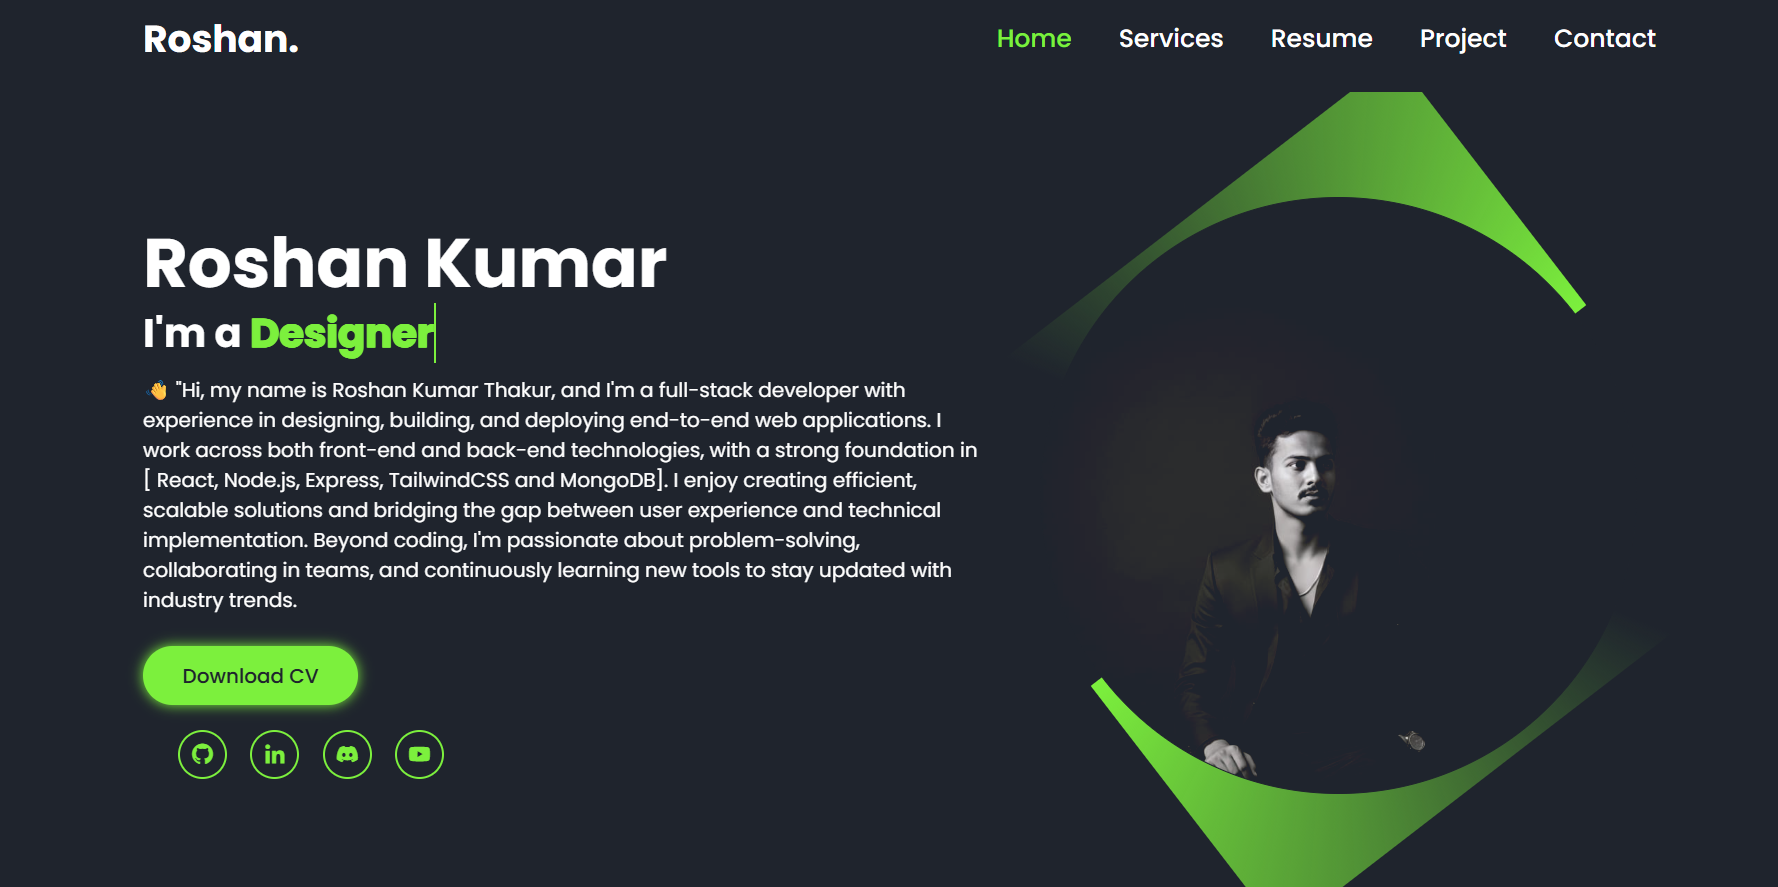 Roshan.
Home Services Resume Project Contact
Roshan Kumar
I'm a Designer
👋 "Hi, my name is Roshan Kumar Thakur, and I'm a full-stack developer with
experience in designing, building, and deploying end-to-end web applications. I
work across both front-end and back-end technologies, with a strong foundation in
[ React, Node.js, Express, TailwindCSS and MongoDB]. I enjoy creating efficient,
scalable solutions and bridging the gap between user experience and technical
implementation. Beyond coding, I'm passionate about problem-solving,
collaborating in teams, and continuously learning new tools to stay updated with
industry trends.
Download CV
in